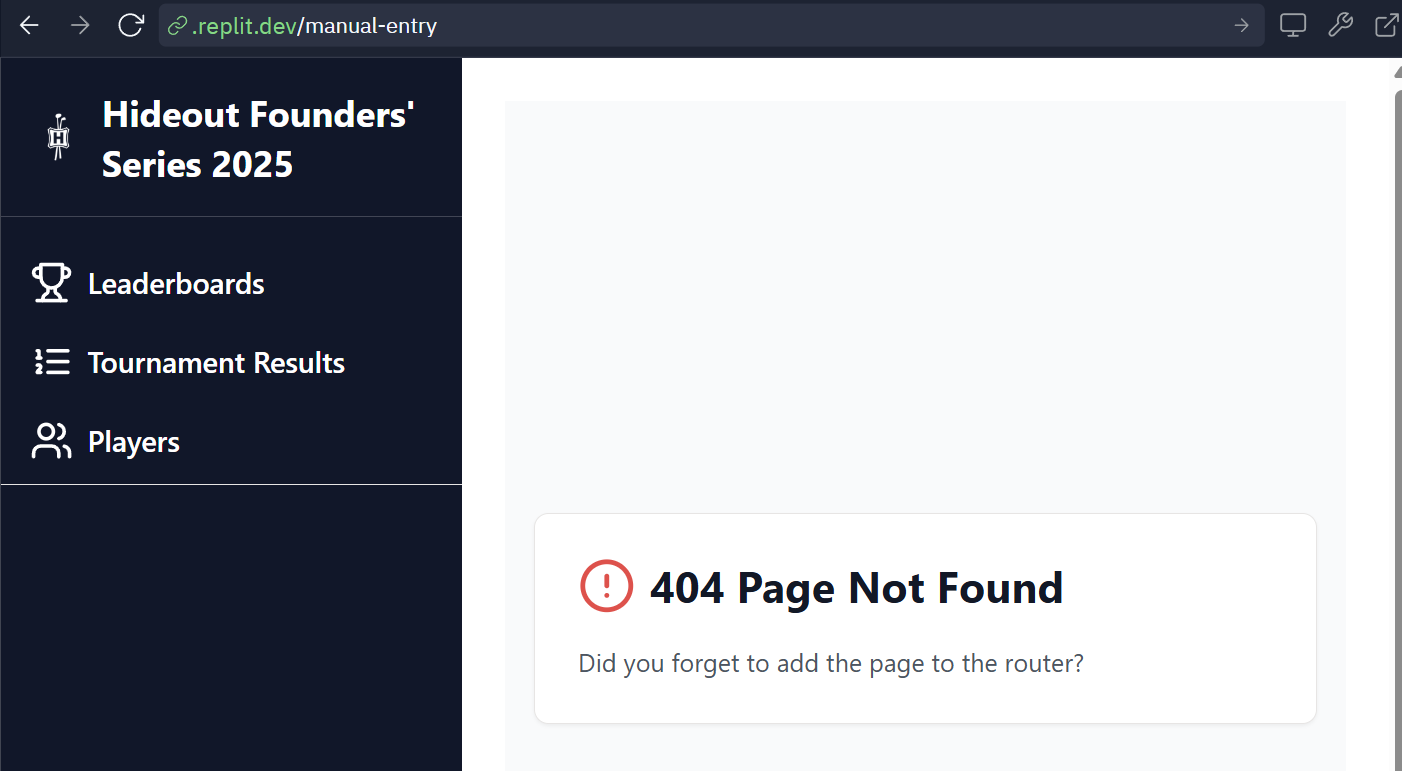 .replit.dev/manual-entry
H
Hideout Founders'
Series 2025
Leaderboards
Tournament Results
Players
404 Page Not Found
Did you forget to add the page to the router?